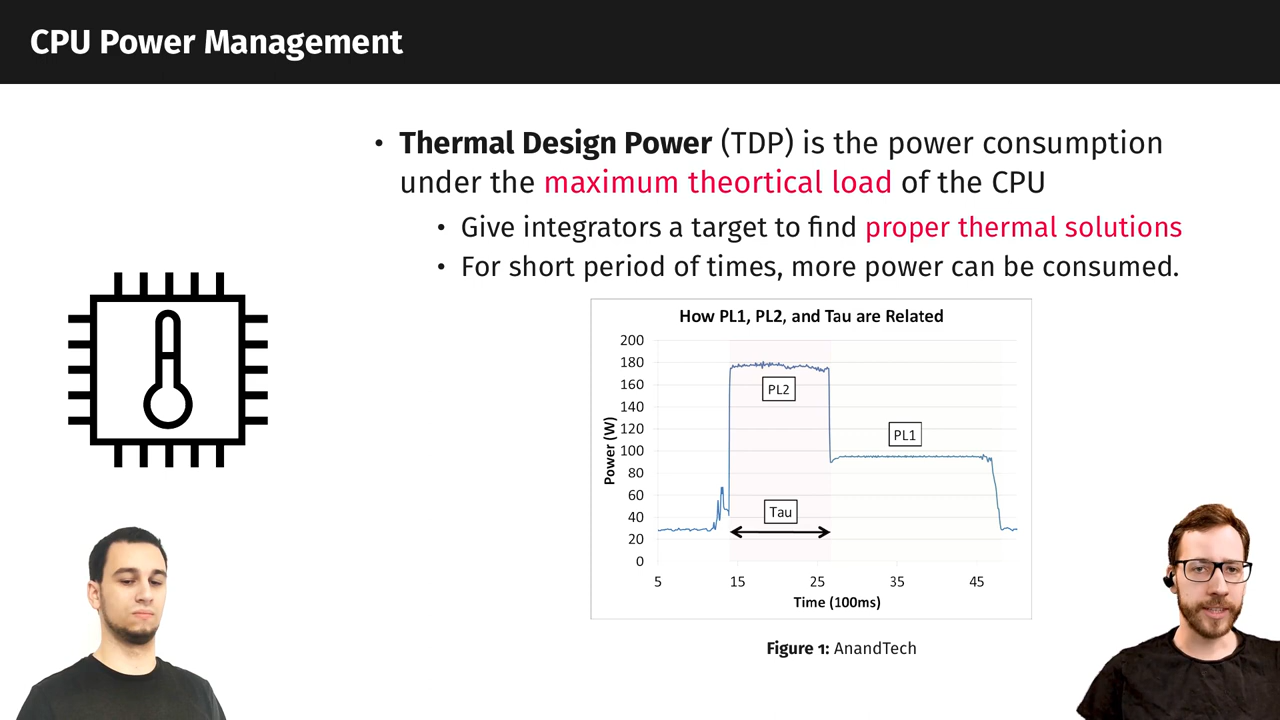 CPU Power Management
• Thermal Design Power (TDP) is the power consumption
under the maximum theortical load of the CPU
• Give integrators a target to find proper thermal solutions
• For short period of times, more power can be consumed.
How PL1, PL2, and Tau are Related
200
180
160
140
120
100
80
60
40
20
0
Power (W)
PL2
PL1
Tau
5 15 25 35 45
Time (100ms)
Figure 1: AnandTech